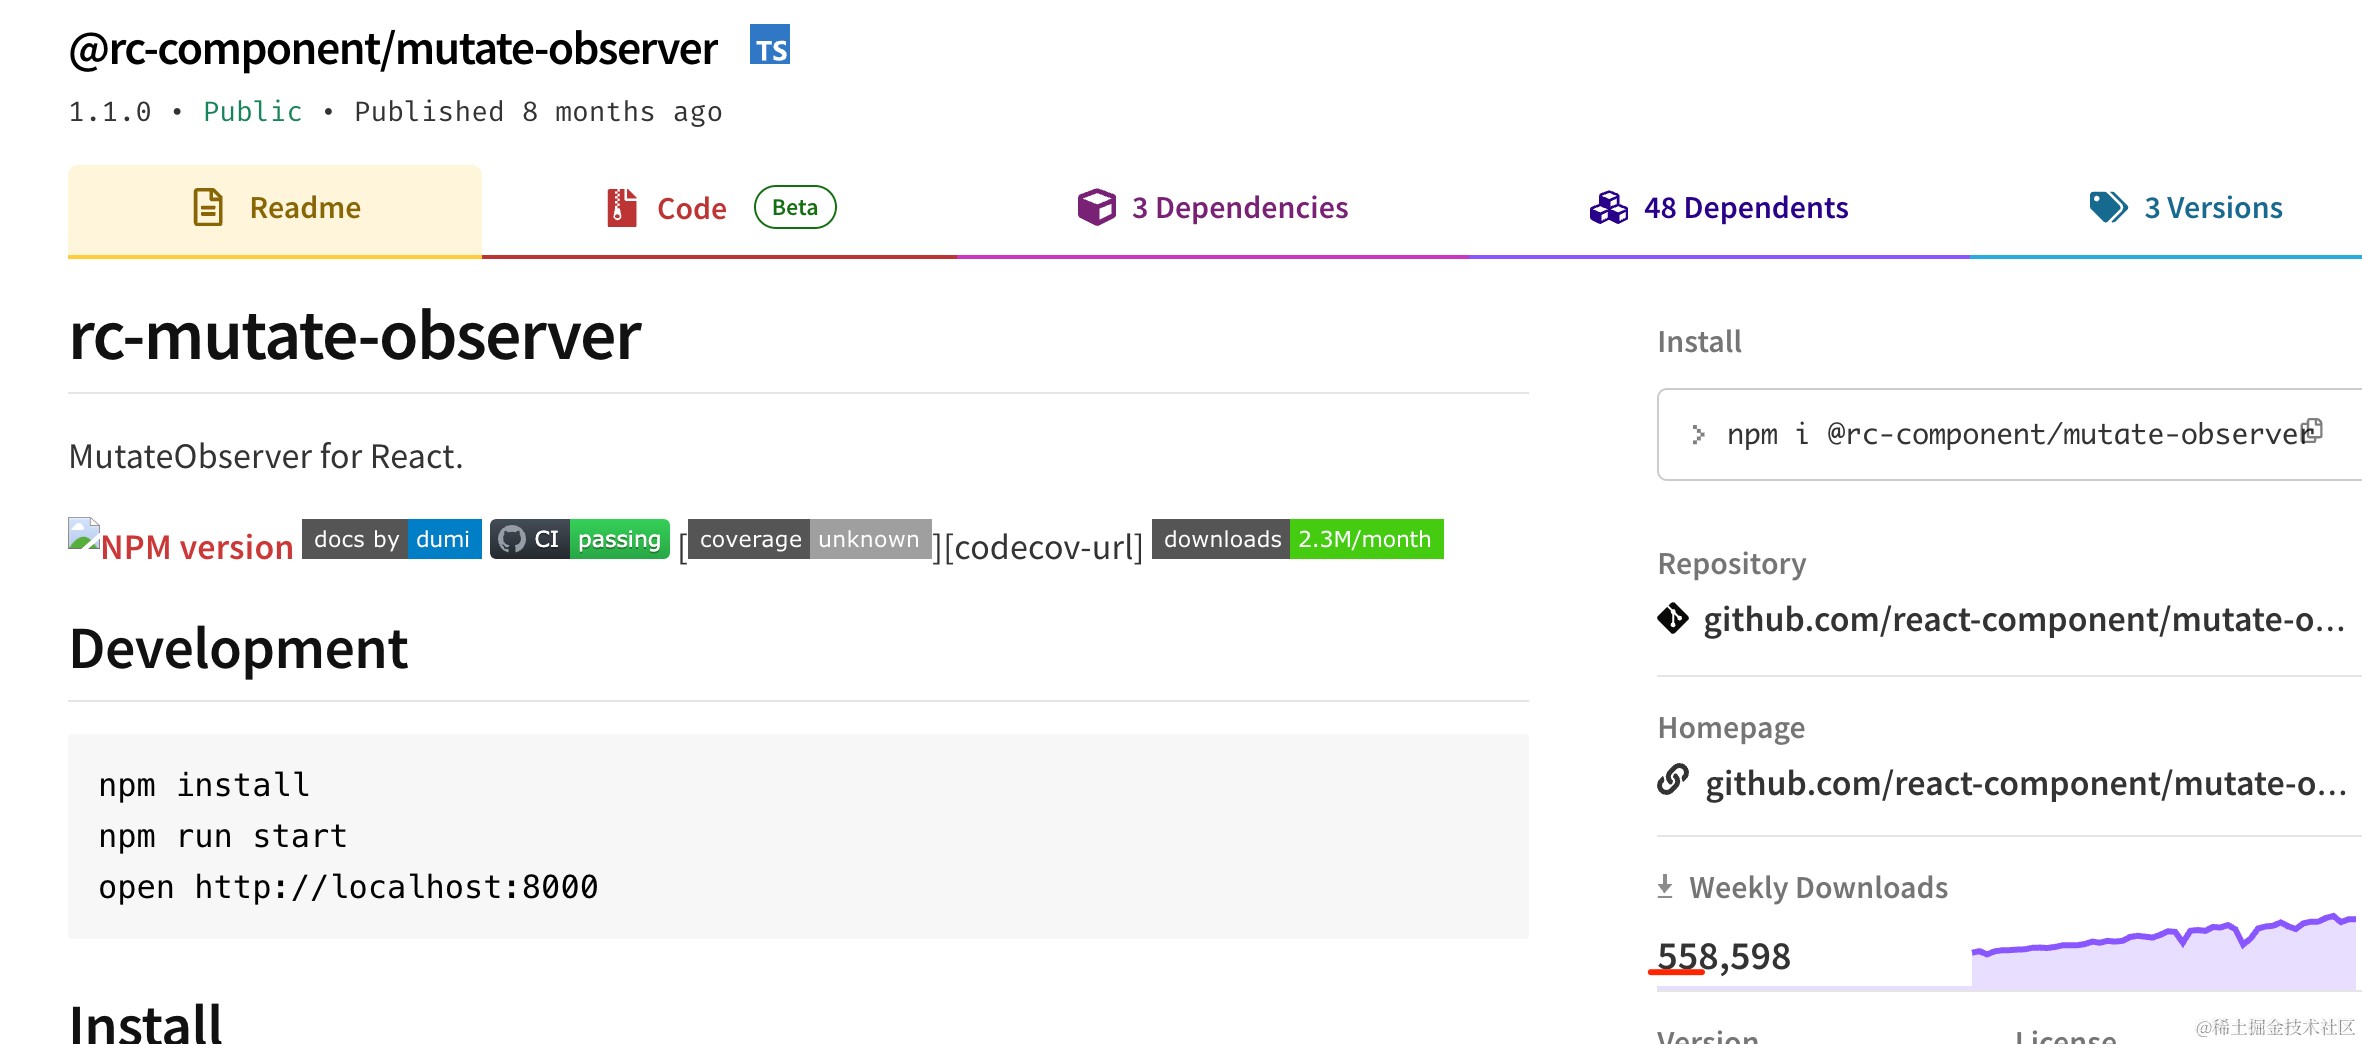 @rc-component/mutate-observer TS
1.1.0 • Public • Published 8 months ago
Readme
Code Beta
3 Dependencies
48 Dependents
3 Versions
rc-mutate-observer
MutateObserver for React.
NPM version docs by dumi CI passing [coverage unknown][codecov-url] downloads 2.3M/month
Development
npm install
npm run start
open http://localhost:8000
Install
Install
> npm i @rc-component/mutate-observer
Repository
github.com/react-component/mutate-o...
Homepage
github.com/react-component/mutate-o...
Weekly Downloads
558,598
Version
License
@稀土掘金技术社区